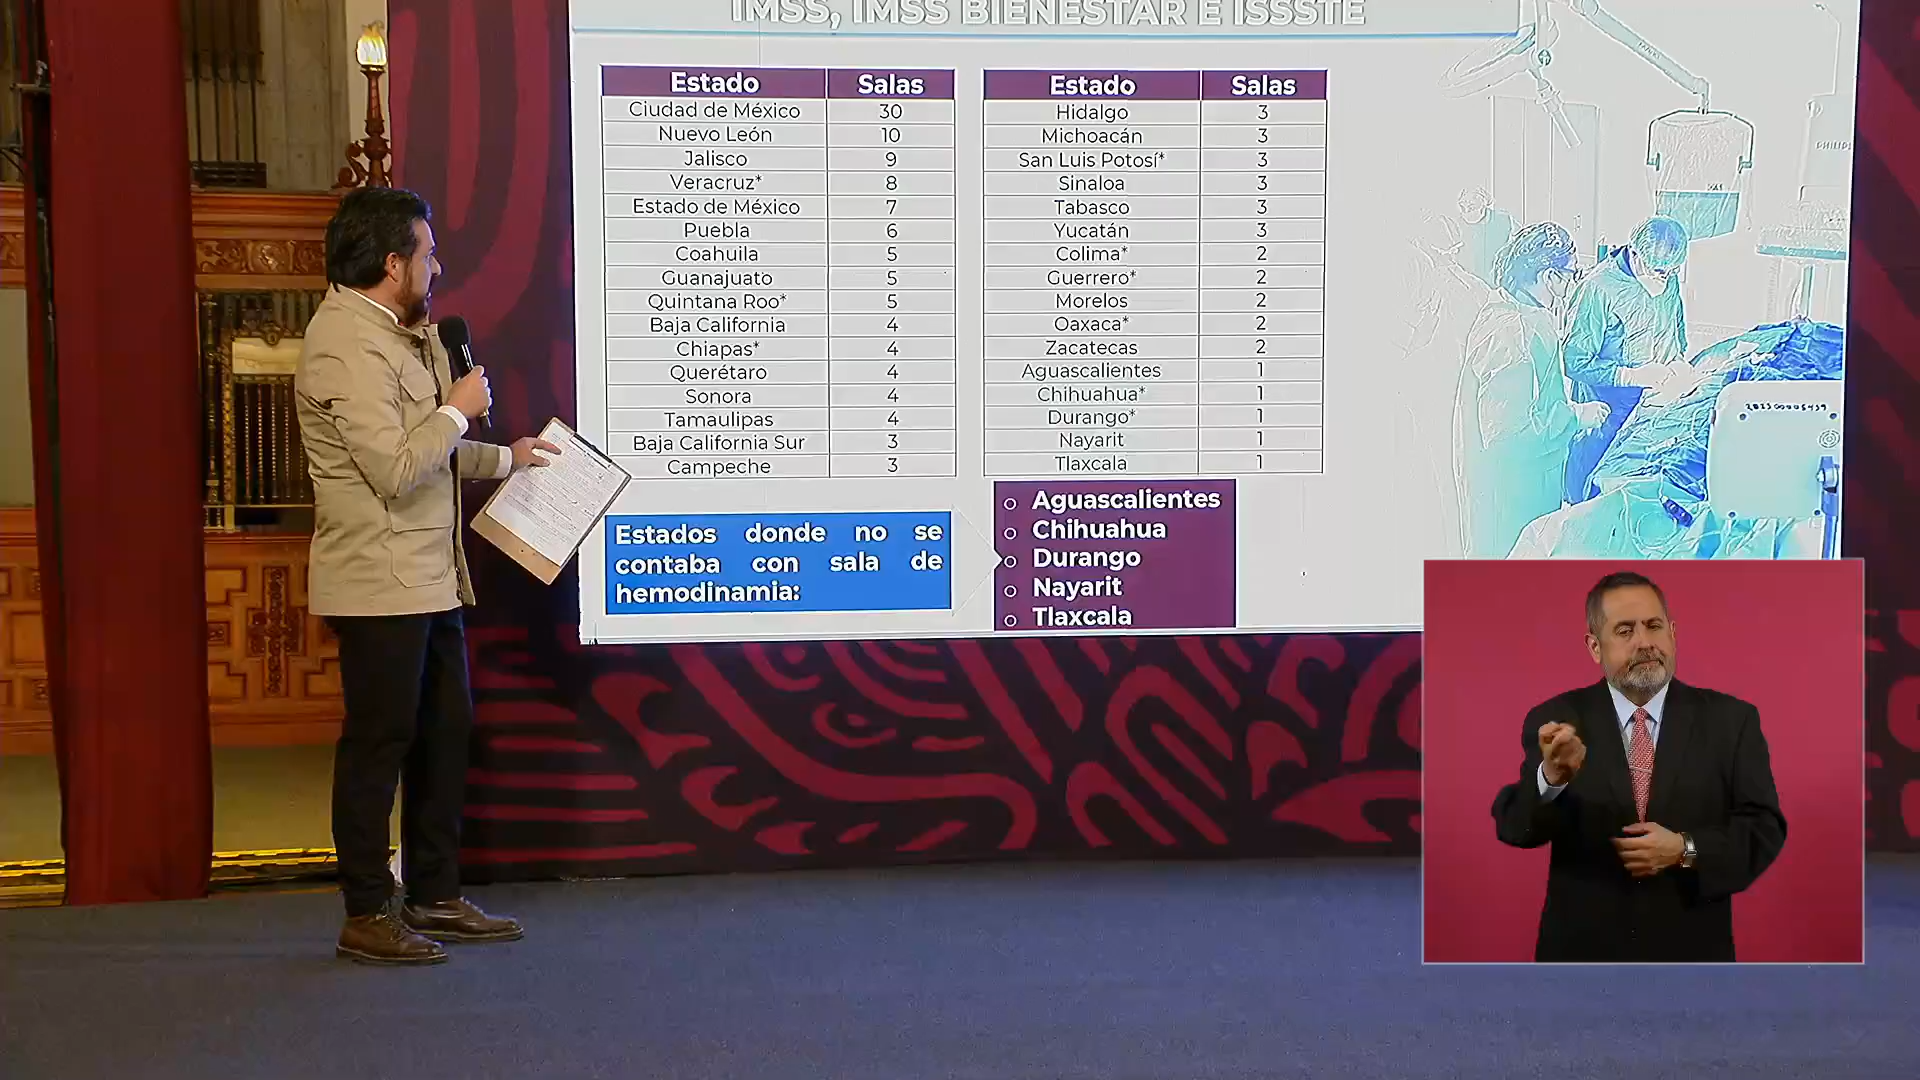 IMSS, IMSS BIENESTAR E ISSSTE
Estado Salas
Ciudad de México 30
Nuevo León 10
Jalisco 9
Veracruz* 8
Estado de México 7
Puebla 6
Coahuila 5
Guanajuato 5
Quintana Roo* 5
Baja California 4
Chiapas* 4
Querétaro 4
Sonora 4
Tamaulipas 4
Baja California Sur 3
Campeche 3
Estado Salas
Hidalgo 3
Michoacán 3
San Luis Potosí* 3
Sinaloa 3
Tabasco 3
Yucatán 3
Colima* 2
Guerrero* 2
Morelos 2
Oaxaca* 2
Zacatecas 2
Aguascalientes 1
Chihuahua* 1
Durango* 1
Nayarit 1
Tlaxcala 1
Estados donde no se
contaba con sala de
hemodinamia:
Aguascalientes
Chihuahua
Durango
Nayarit
Tlaxcala
PHILIPS